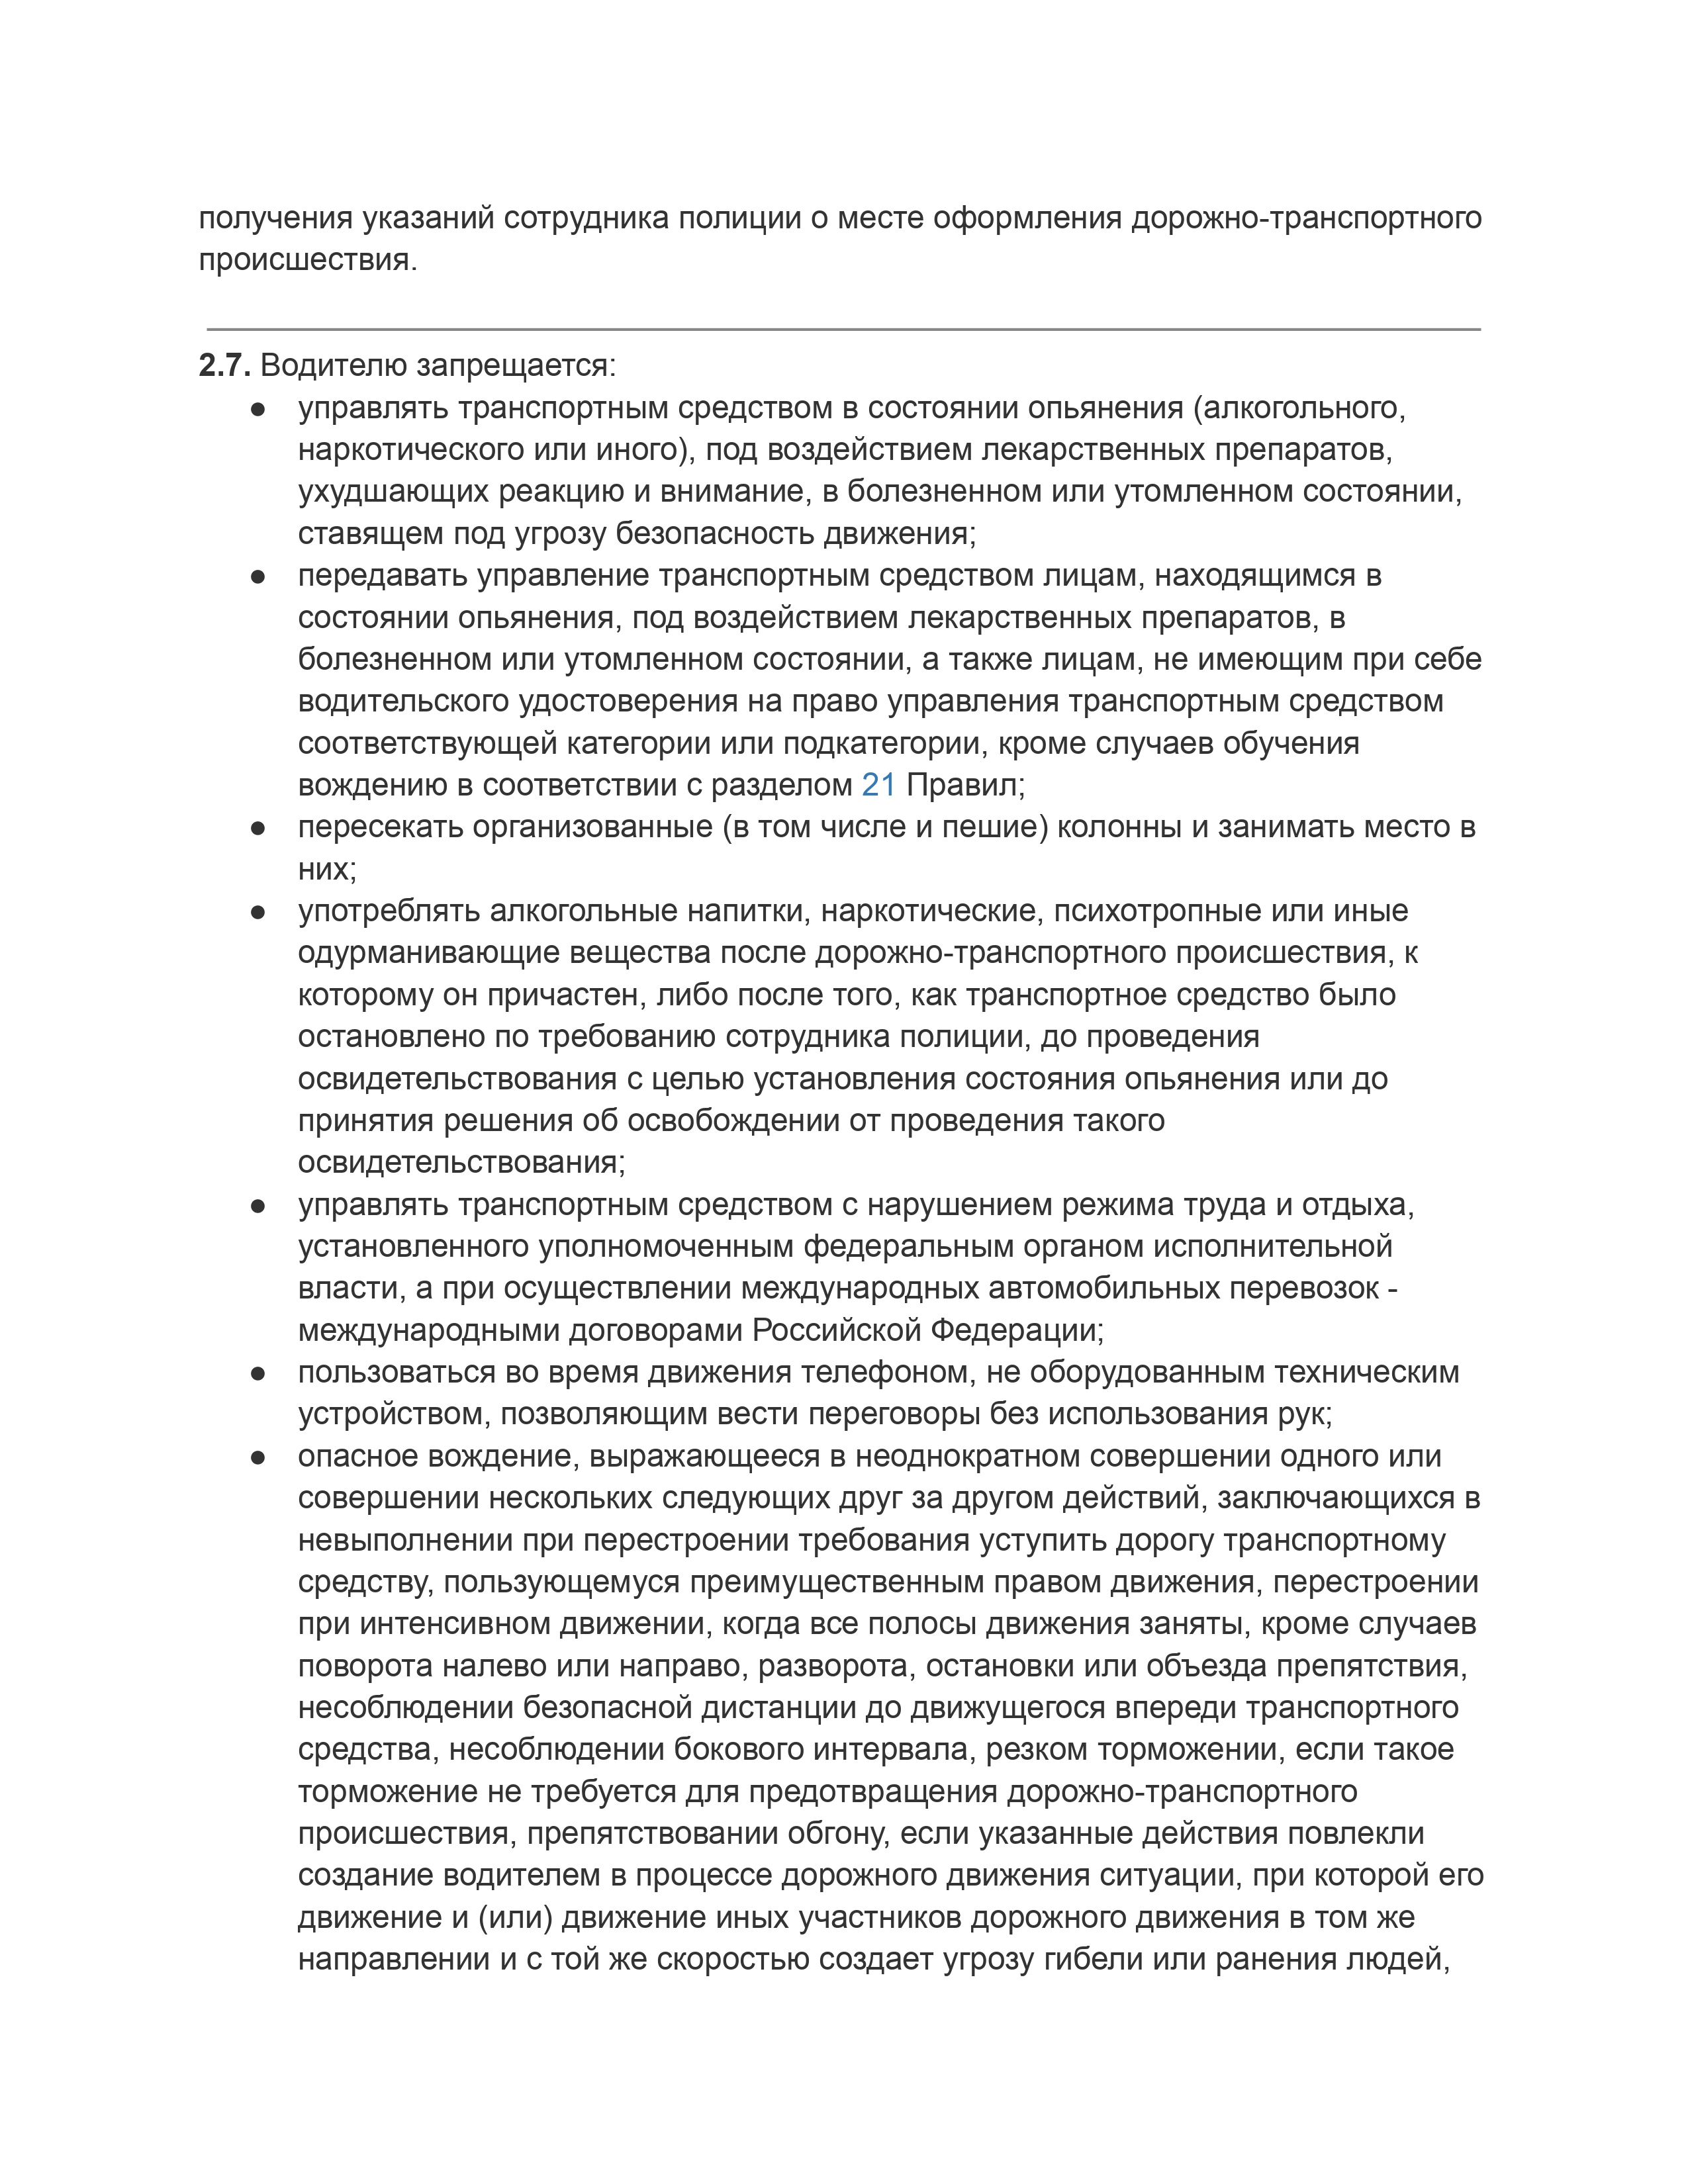 получения указаний сотрудника полиции о месте оформления дорожно-транспортного
происшествия.
2.7. Водителю запрещается:
● управлять транспортным средством в состоянии опьянения (алкогольного,
наркотического или иного), под воздействием лекарственных препаратов,
ухудшающих реакцию и внимание, в болезненном или утомленном состоянии,
ставящем под угрозу безопасность движения;
● передавать управление транспортным средством лицам, находящимся в
состоянии опьянения, под воздействием лекарственных препаратов, в
болезненном или утомленном состоянии, а также лицам, не имеющим при себе
водительского удостоверения на право управления транспортным средством
соответствующей категории или подкатегории, кроме случаев обучения
вождению в соответствии с разделом 21 Правил;
● пересекать организованные (в том числе и пешие) колонны и занимать место в
них;
● употреблять алкогольные напитки, наркотические, психотропные или иные
одурманивающие вещества после дорожно-транспортного происшествия, к
которому он причастен, либо после того, как транспортное средство было
остановлено по требованию сотрудника полиции, до проведения
освидетельствования с целью установления состояния опьянения или до
принятия решения об освобождении от проведения такого
освидетельствования;
● управлять транспортным средством с нарушением режима труда и отдыха,
установленного уполномоченным федеральным органом исполнительной
власти, а при осуществлении международных автомобильных перевозок -
международными договорами Российской Федерации;
● пользоваться во время движения телефоном, не оборудованным техническим
устройством, позволяющим вести переговоры без использования рук;
● опасное вождение, выражающееся в неоднократном совершении одного или
совершении нескольких следующих друг за другом действий, заключающихся в
невыполнении при перестроении требования уступить дорогу транспортному
средству, пользующемуся преимущественным правом движения, перестроении
при интенсивном движении, когда все полосы движения заняты, кроме случаев
поворота налево или направо, разворота, остановки или объезда препятствия,
несоблюдении безопасной дистанции до движущегося впереди транспортного
средства, несоблюдении бокового интервала, резком торможении, если такое
торможение не требуется для предотвращения дорожно-транспортного
происшествия, препятствовании обгону, если указанные действия повлекли
создание водителем в процессе дорожного движения ситуации, при которой его
движение и (или) движение иных участников дорожного движения в том же
направлении и с той же скоростью создает угрозу гибели или ранения людей,